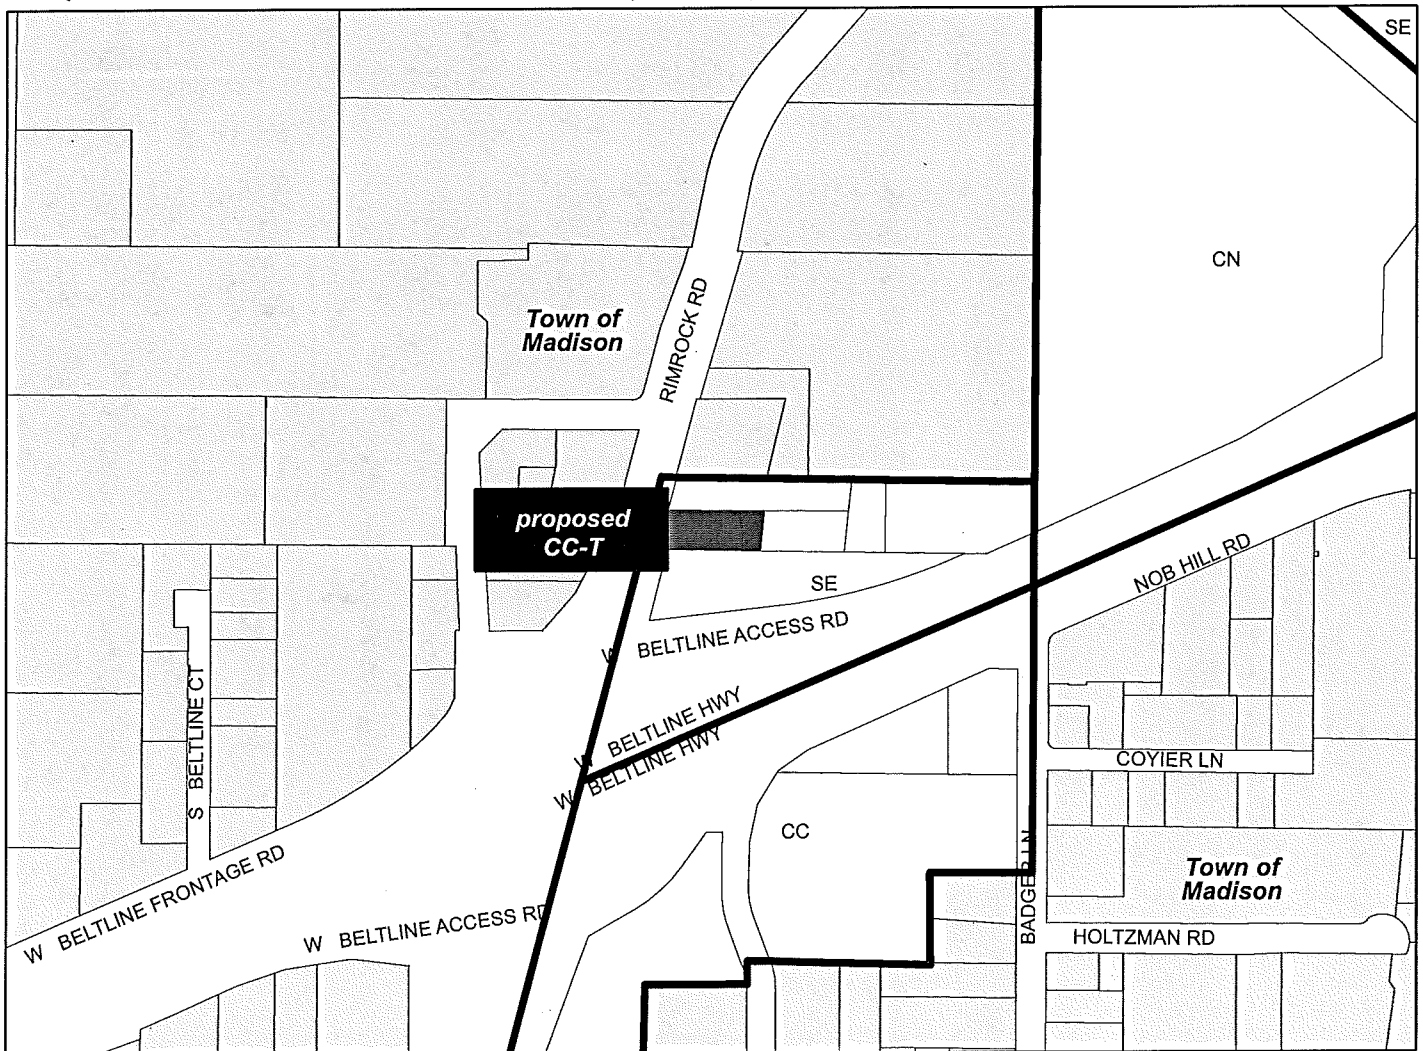 SE
CN
Town of
Madison
RIMROCK RD
proposed
CC-T
SE
NOB HILL RD
W BELTLINE ACCESS RD
S BELTLINE CT
W BELTLINE HWY
W BELTLINE HWY
COYIER LN
CC
BADGER LN
Town of
Madison
W BELTLINE FRONTAGE RD
W BELTLINE ACCESS RD
HOLTZMAN RD